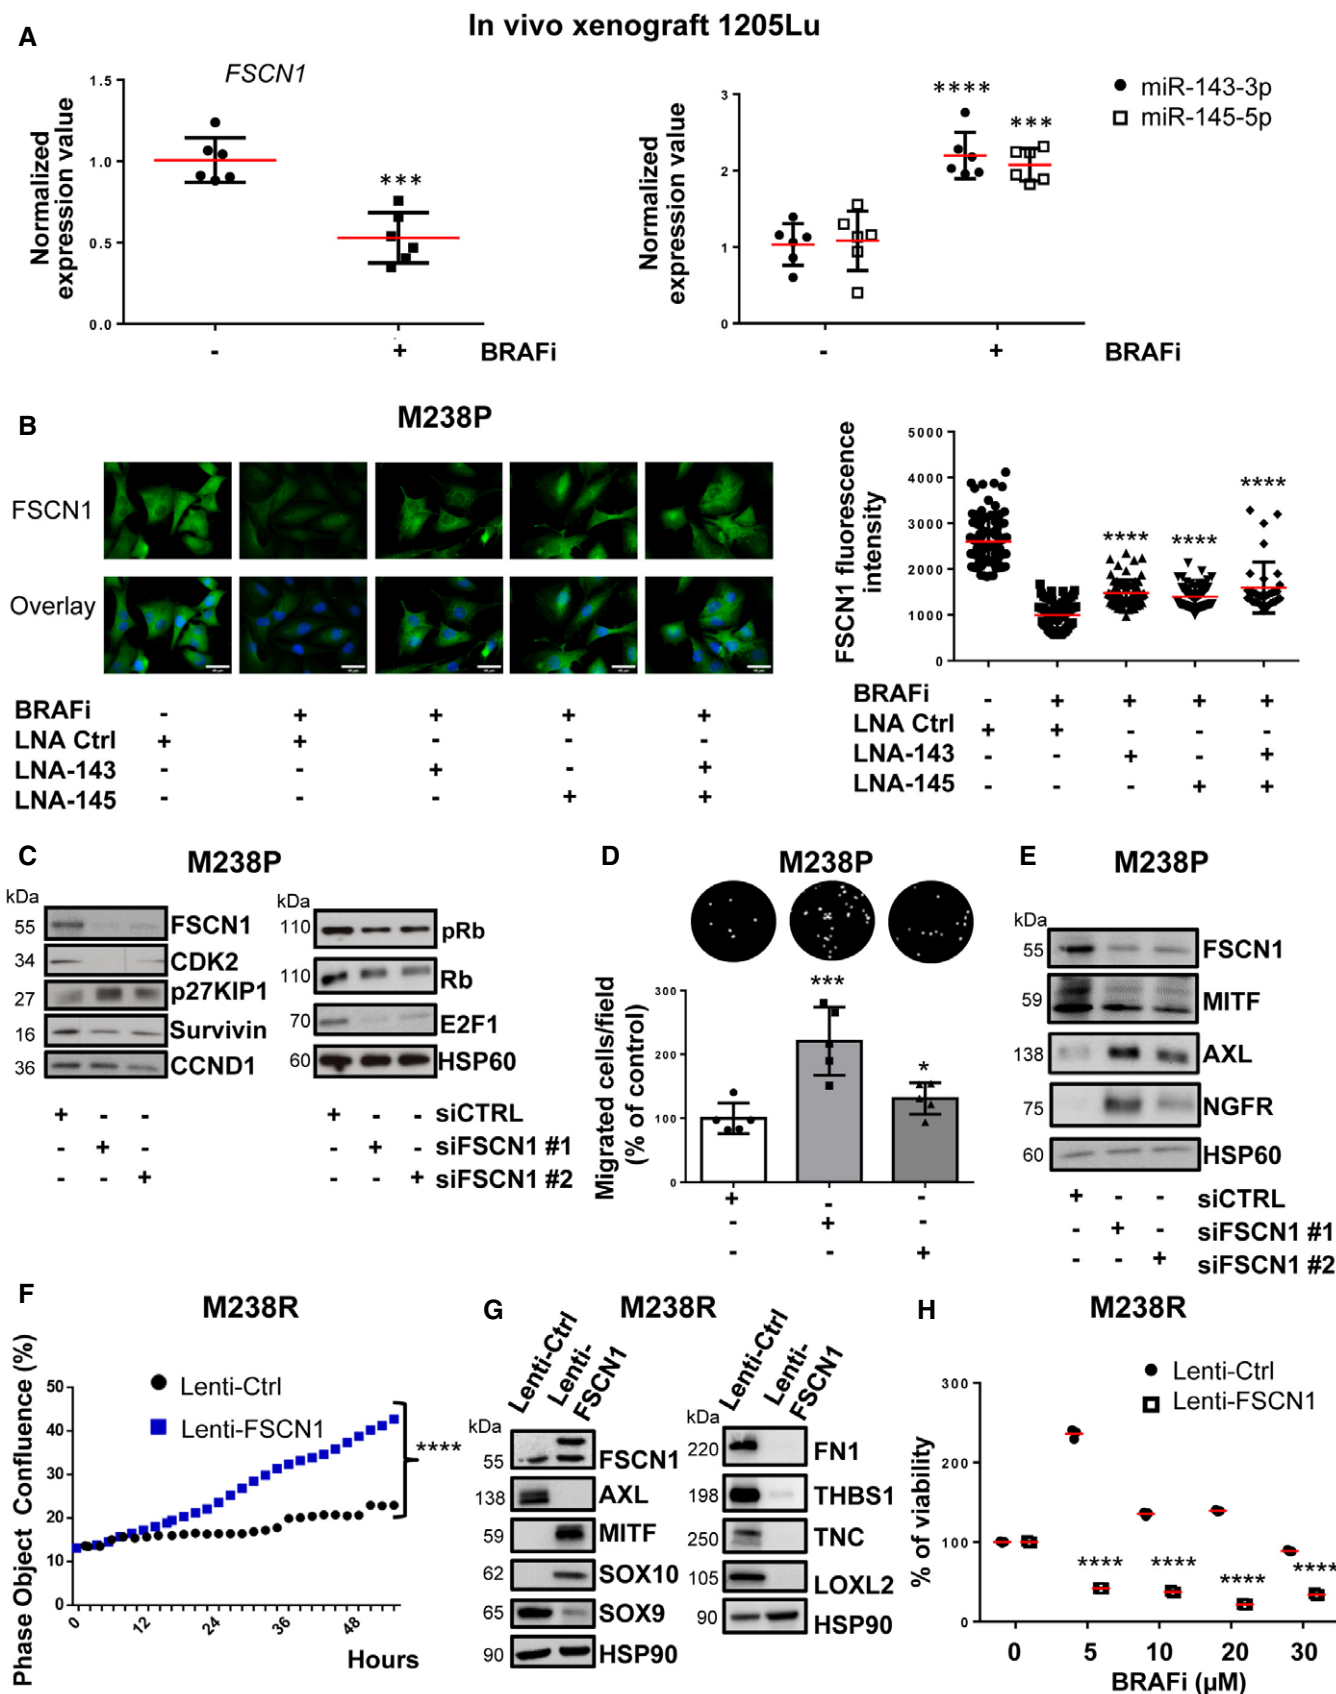 In vivo xenograft 1205Lu
A
FSCN1
Normalized
expression value
1.5
1.0
0.5
0.0
***
- + BRAFi
Normalized
expression value
3
2
1
0
****
***
miR-143-3p
miR-145-5p
- + BRAFi
B
M238P
FSCN1
Overlay
BRAFi - + + + +
LNA Ctrl + + - - -
LNA-143 - - + - +
LNA-145 - - - + +
FSCN1 fluorescence
intensity
5000
4000
3000
2000
1000
0
**** **** ****
BRAFi - + + + +
LNA Ctrl + + - - -
LNA-143 - - + - +
LNA-145 - - - + +
C
M238P
kDa
55 FSCN1
34 CDK2
27 p27KIP1
16 Survivin
36 CCND1
kDa
110 pRb
110 Rb
70 E2F1
60 HSP60
+ - - + - - siCTRL
- + - - + - siFSCN1 #1
- - + - - + siFSCN1 #2
D
M238P
Migrated cells/field
(% of control)
300
200
100
0
***
*
+ - -
- + -
- - +
E
M238P
kDa
55 FSCN1
59 MITF
138 AXL
75 NGFR
60 HSP60
+ - - siCTRL
- + - siFSCN1 #1
- - + siFSCN1 #2
F
M238R
Phase Object Confluence (%)
50
40
30
20
10
0
Lenti-Ctrl
Lenti-FSCN1
****
0 12 24 36 48
Hours
G
M238R
Lenti-Ctrl
Lenti-
FSCN1
kDa
55 FSCN1
138 AXL
59 MITF
62 SOX10
65 SOX9
90 HSP90
Lenti-Ctrl
Lenti-
FSCN1
kDa
220 FN1
198 THBS1
250 TNC
105 LOXL2
90 HSP90
H
M238R
Lenti-Ctrl
Lenti-FSCN1
% of viability
300
200
100
0
**** **** **** ****
0 5 10 20 30
BRAFi (µM)